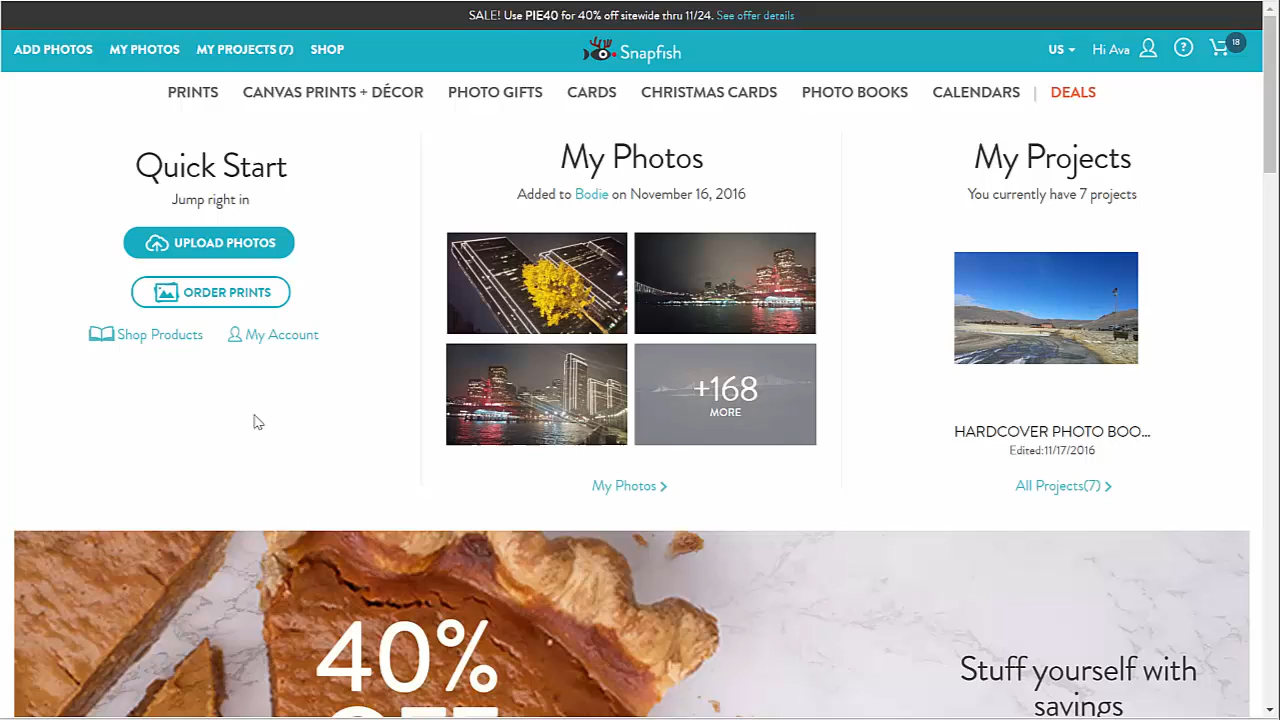 SALE! Use PIE40 for 40% off sitewide thru 11/24. See offer details
ADD PHOTOS MY PHOTOS MY PROJECTS (7) SHOP Snapfish US Hi Ava ? 18
PRINTS CANVAS PRINTS + DÉCOR PHOTO GIFTS CARDS CHRISTMAS CARDS PHOTO BOOKS CALENDARS | DEALS
Quick Start
Jump right in
UPLOAD PHOTOS
ORDER PRINTS
Shop Products My Account
My Photos
Added to Bodie on November 16, 2016
+168
MORE
My Photos >
My Projects
You currently have 7 projects
HARDCOVER PHOTO BOO...
Edited:11/17/2016
All Projects(7) >
40%
OFF
Stuff yourself with
savings